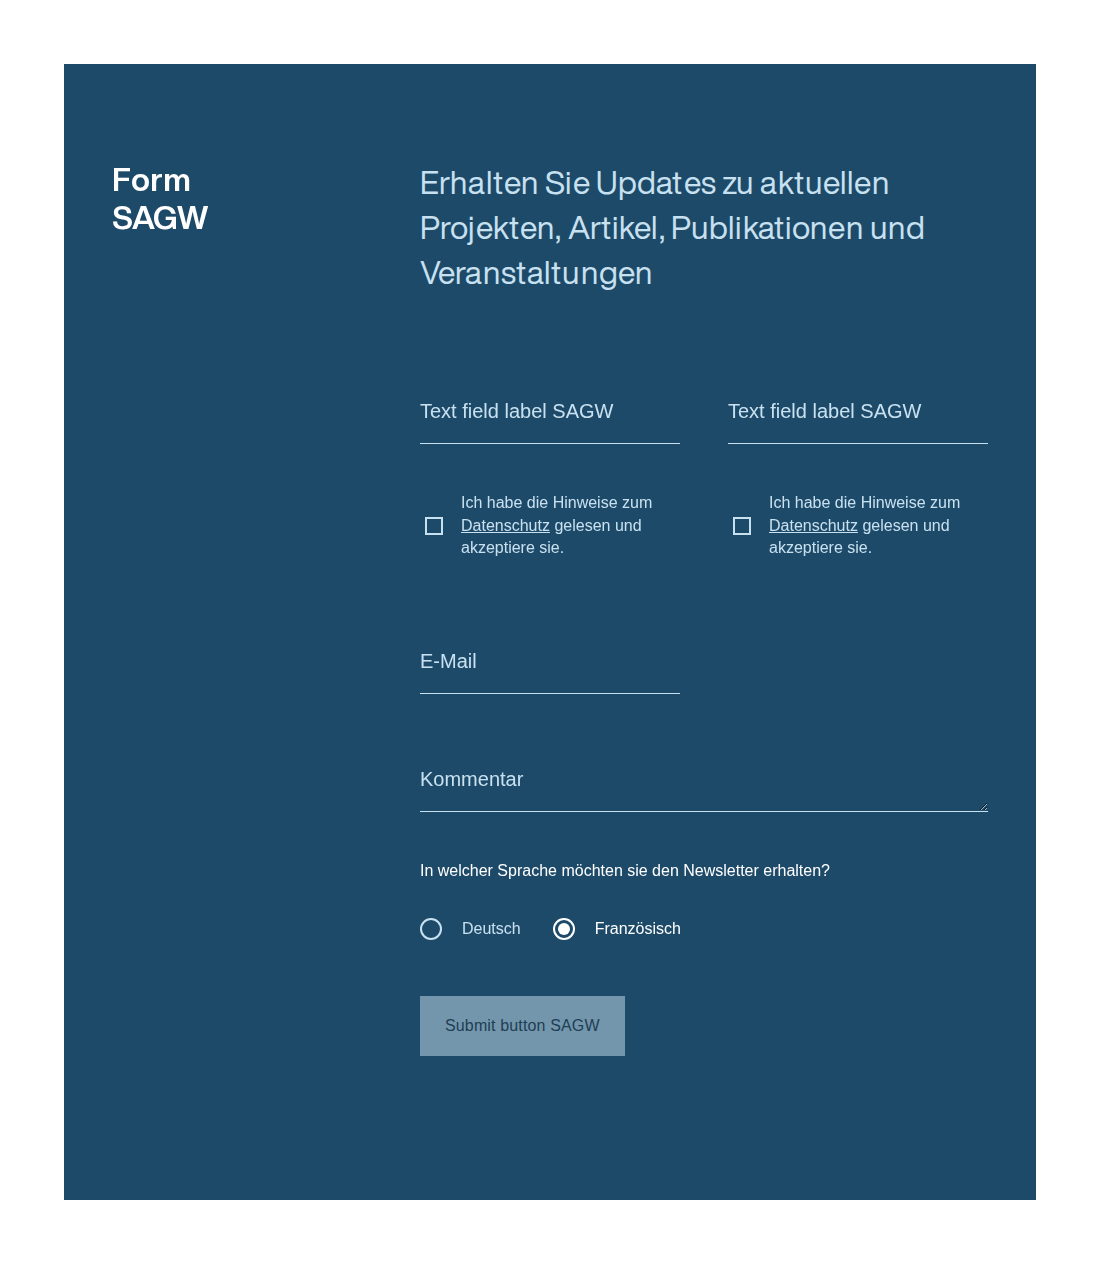 Form
SAGW
Erhalten Sie Updates zu aktuellen
Projekten, Artikel, Publikationen und
Veranstaltungen
Text field label SAGW
Text field label SAGW
Ich habe die Hinweise zum
Datenschutz gelesen und
akzeptiere sie.
Ich habe die Hinweise zum
Datenschutz gelesen und
akzeptiere sie.
E-Mail
Kommentar
In welcher Sprache möchten sie den Newsletter erhalten?
Deutsch
Französisch
Submit button SAGW